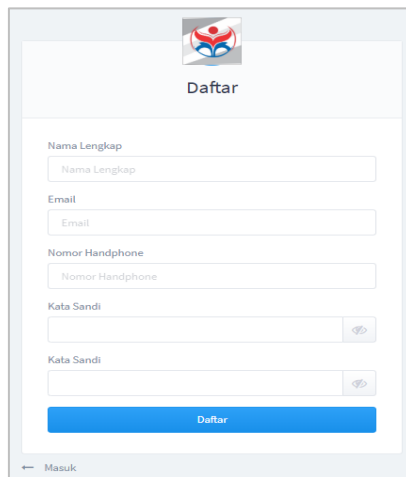 Daftar
Nama Lengkap
Nama Lengkap
Email
Email
Nomor Handphone
Nomor Handphone
Kata Sandi
Kata Sandi
Daftar
← Masuk